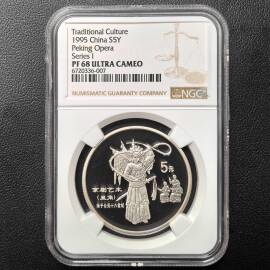 Traditional Culture
1995 China S5Y
Peking Opera
Series I
PF 68 ULTRA CAMEO
6720336-007
NUMISMATIC GUARANTY COMPANY
NGC
5元
京剧艺术